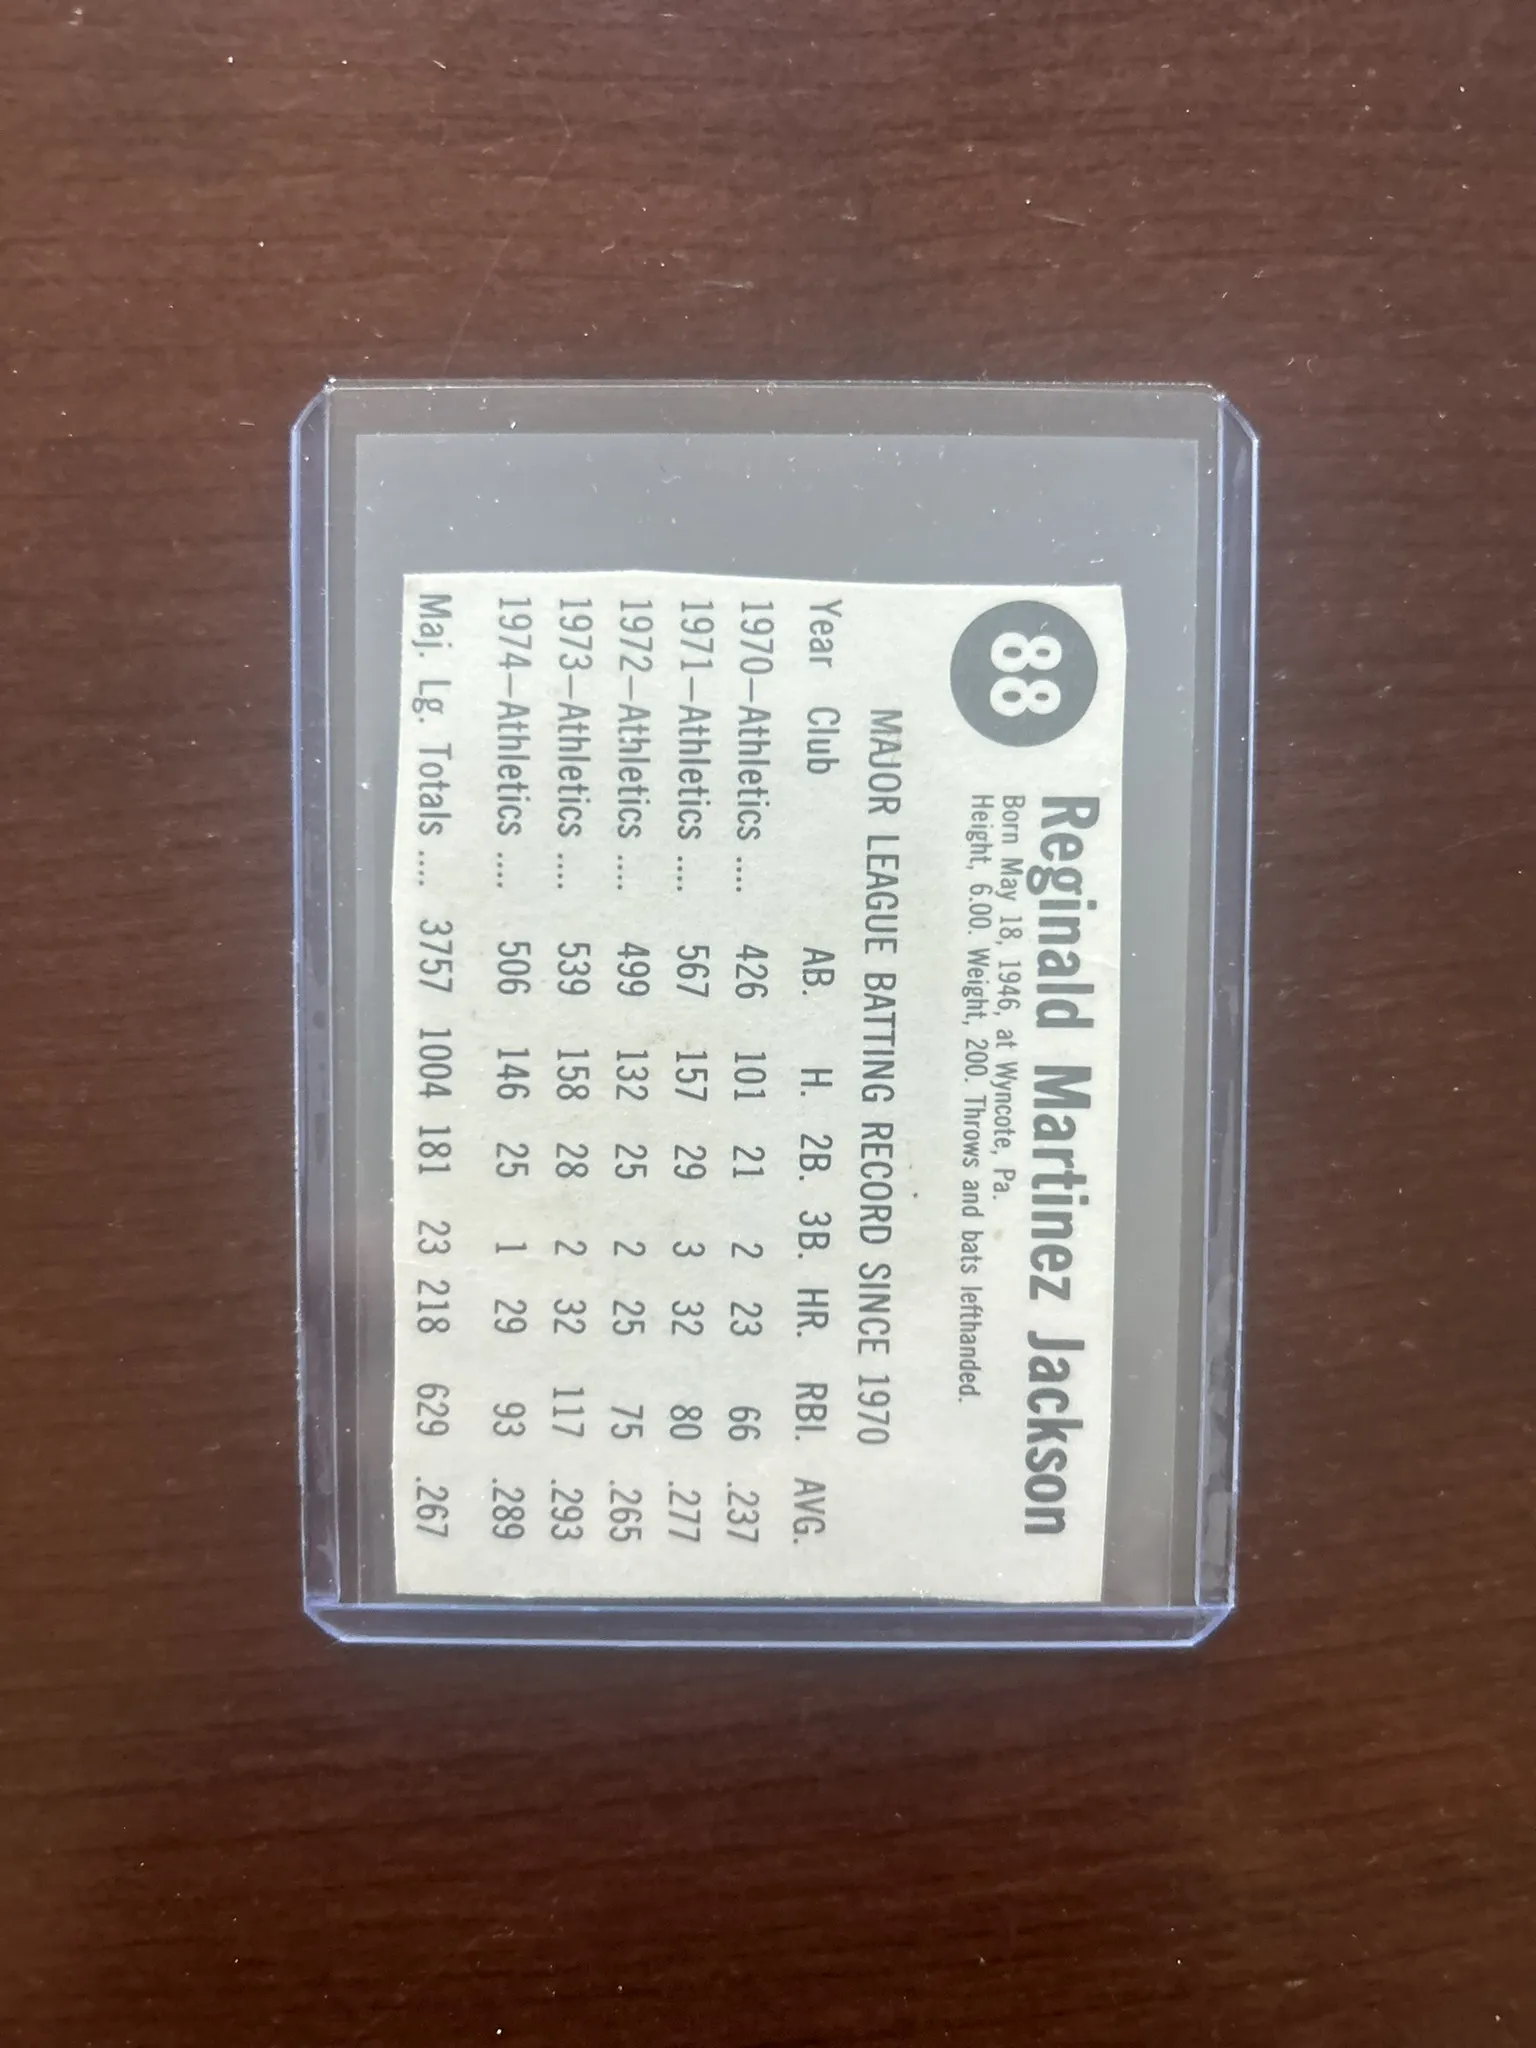 88
Reginald Martinez Jackson
Born May 18, 1946, at Wyncote, Pa.
Height, 6.00. Weight, 200. Throws and bats lefthanded.
MAJOR LEAGUE BATTING RECORD SINCE 1970
Year Club AB. H. 2B. 3B. HR. RBI. AVG.
1970—Athletics .... 426 101 21 2 23 66 .237
1971—Athletics .... 567 157 29 3 32 80 .277
1972—Athletics .... 499 132 25 2 25 75 .265
1973—Athletics .... 539 158 28 2 32 117 .293
1974—Athletics .... 506 146 25 1 29 93 .289
Maj. Lg. Totals .... 3757 1004 181 23 218 629 .267